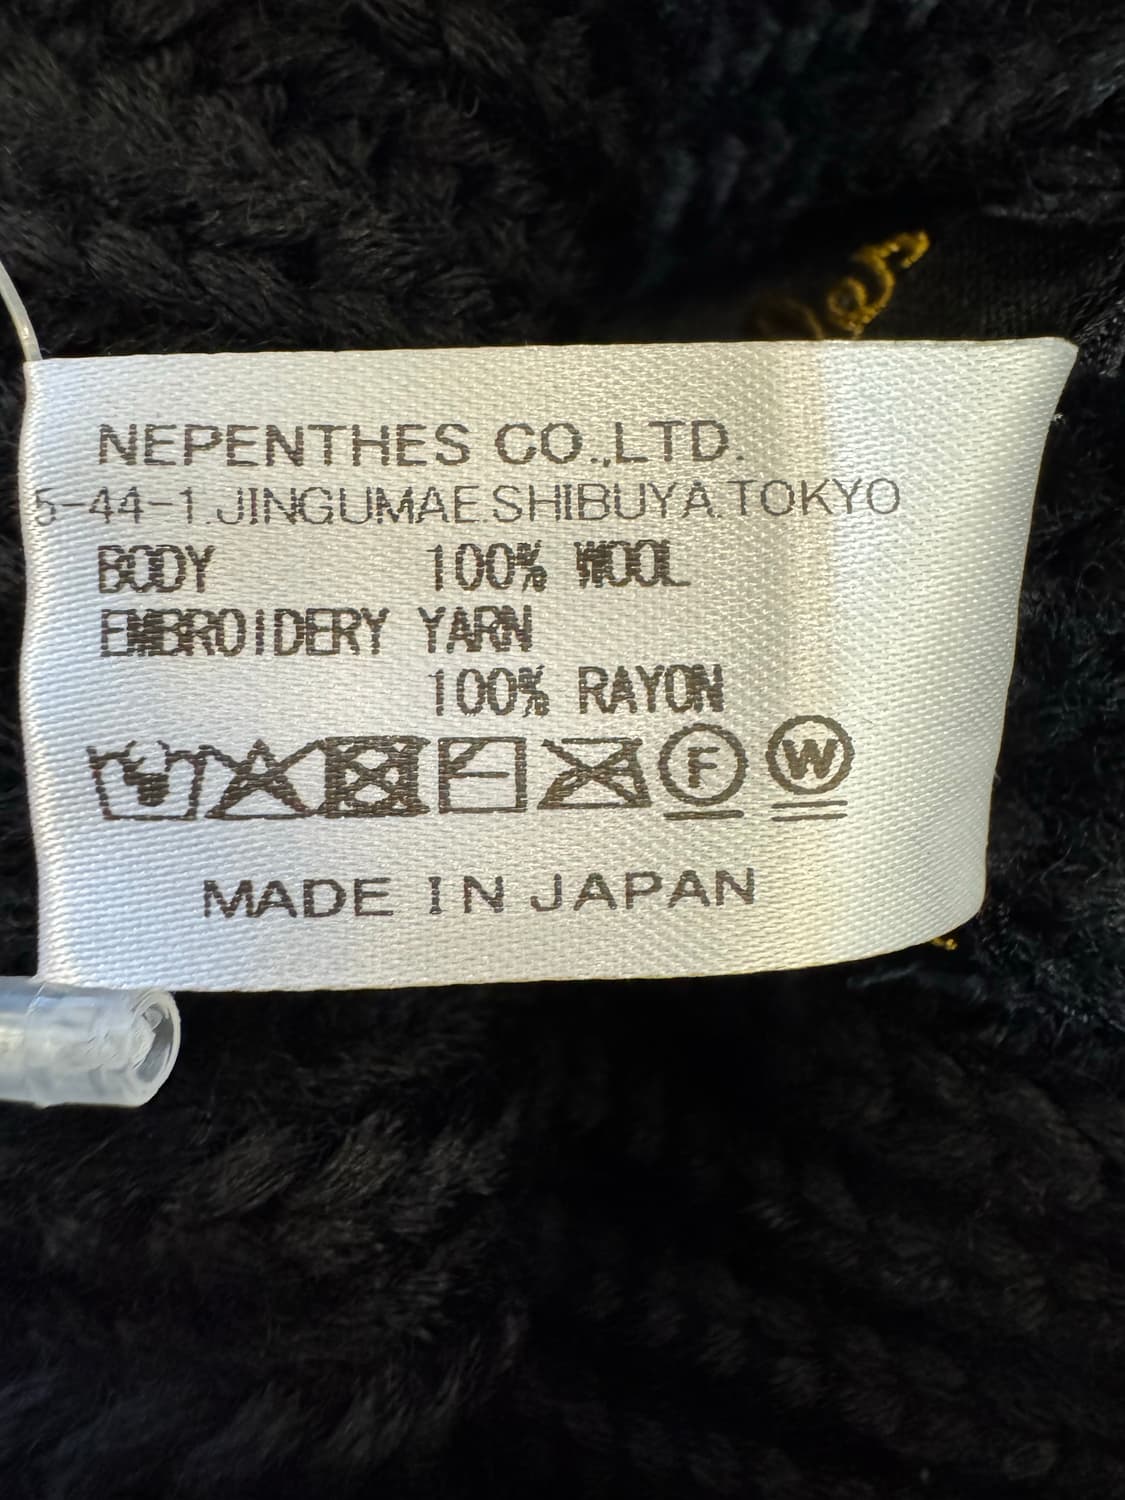 NEPENTHES CO.,LTD.
5-44-1.JINGUMAE.SHIBUYA.TOKYO
BODY 100% WOOL
EMBROIDERY YARN
100% RAYON
F W
MADE IN JAPAN